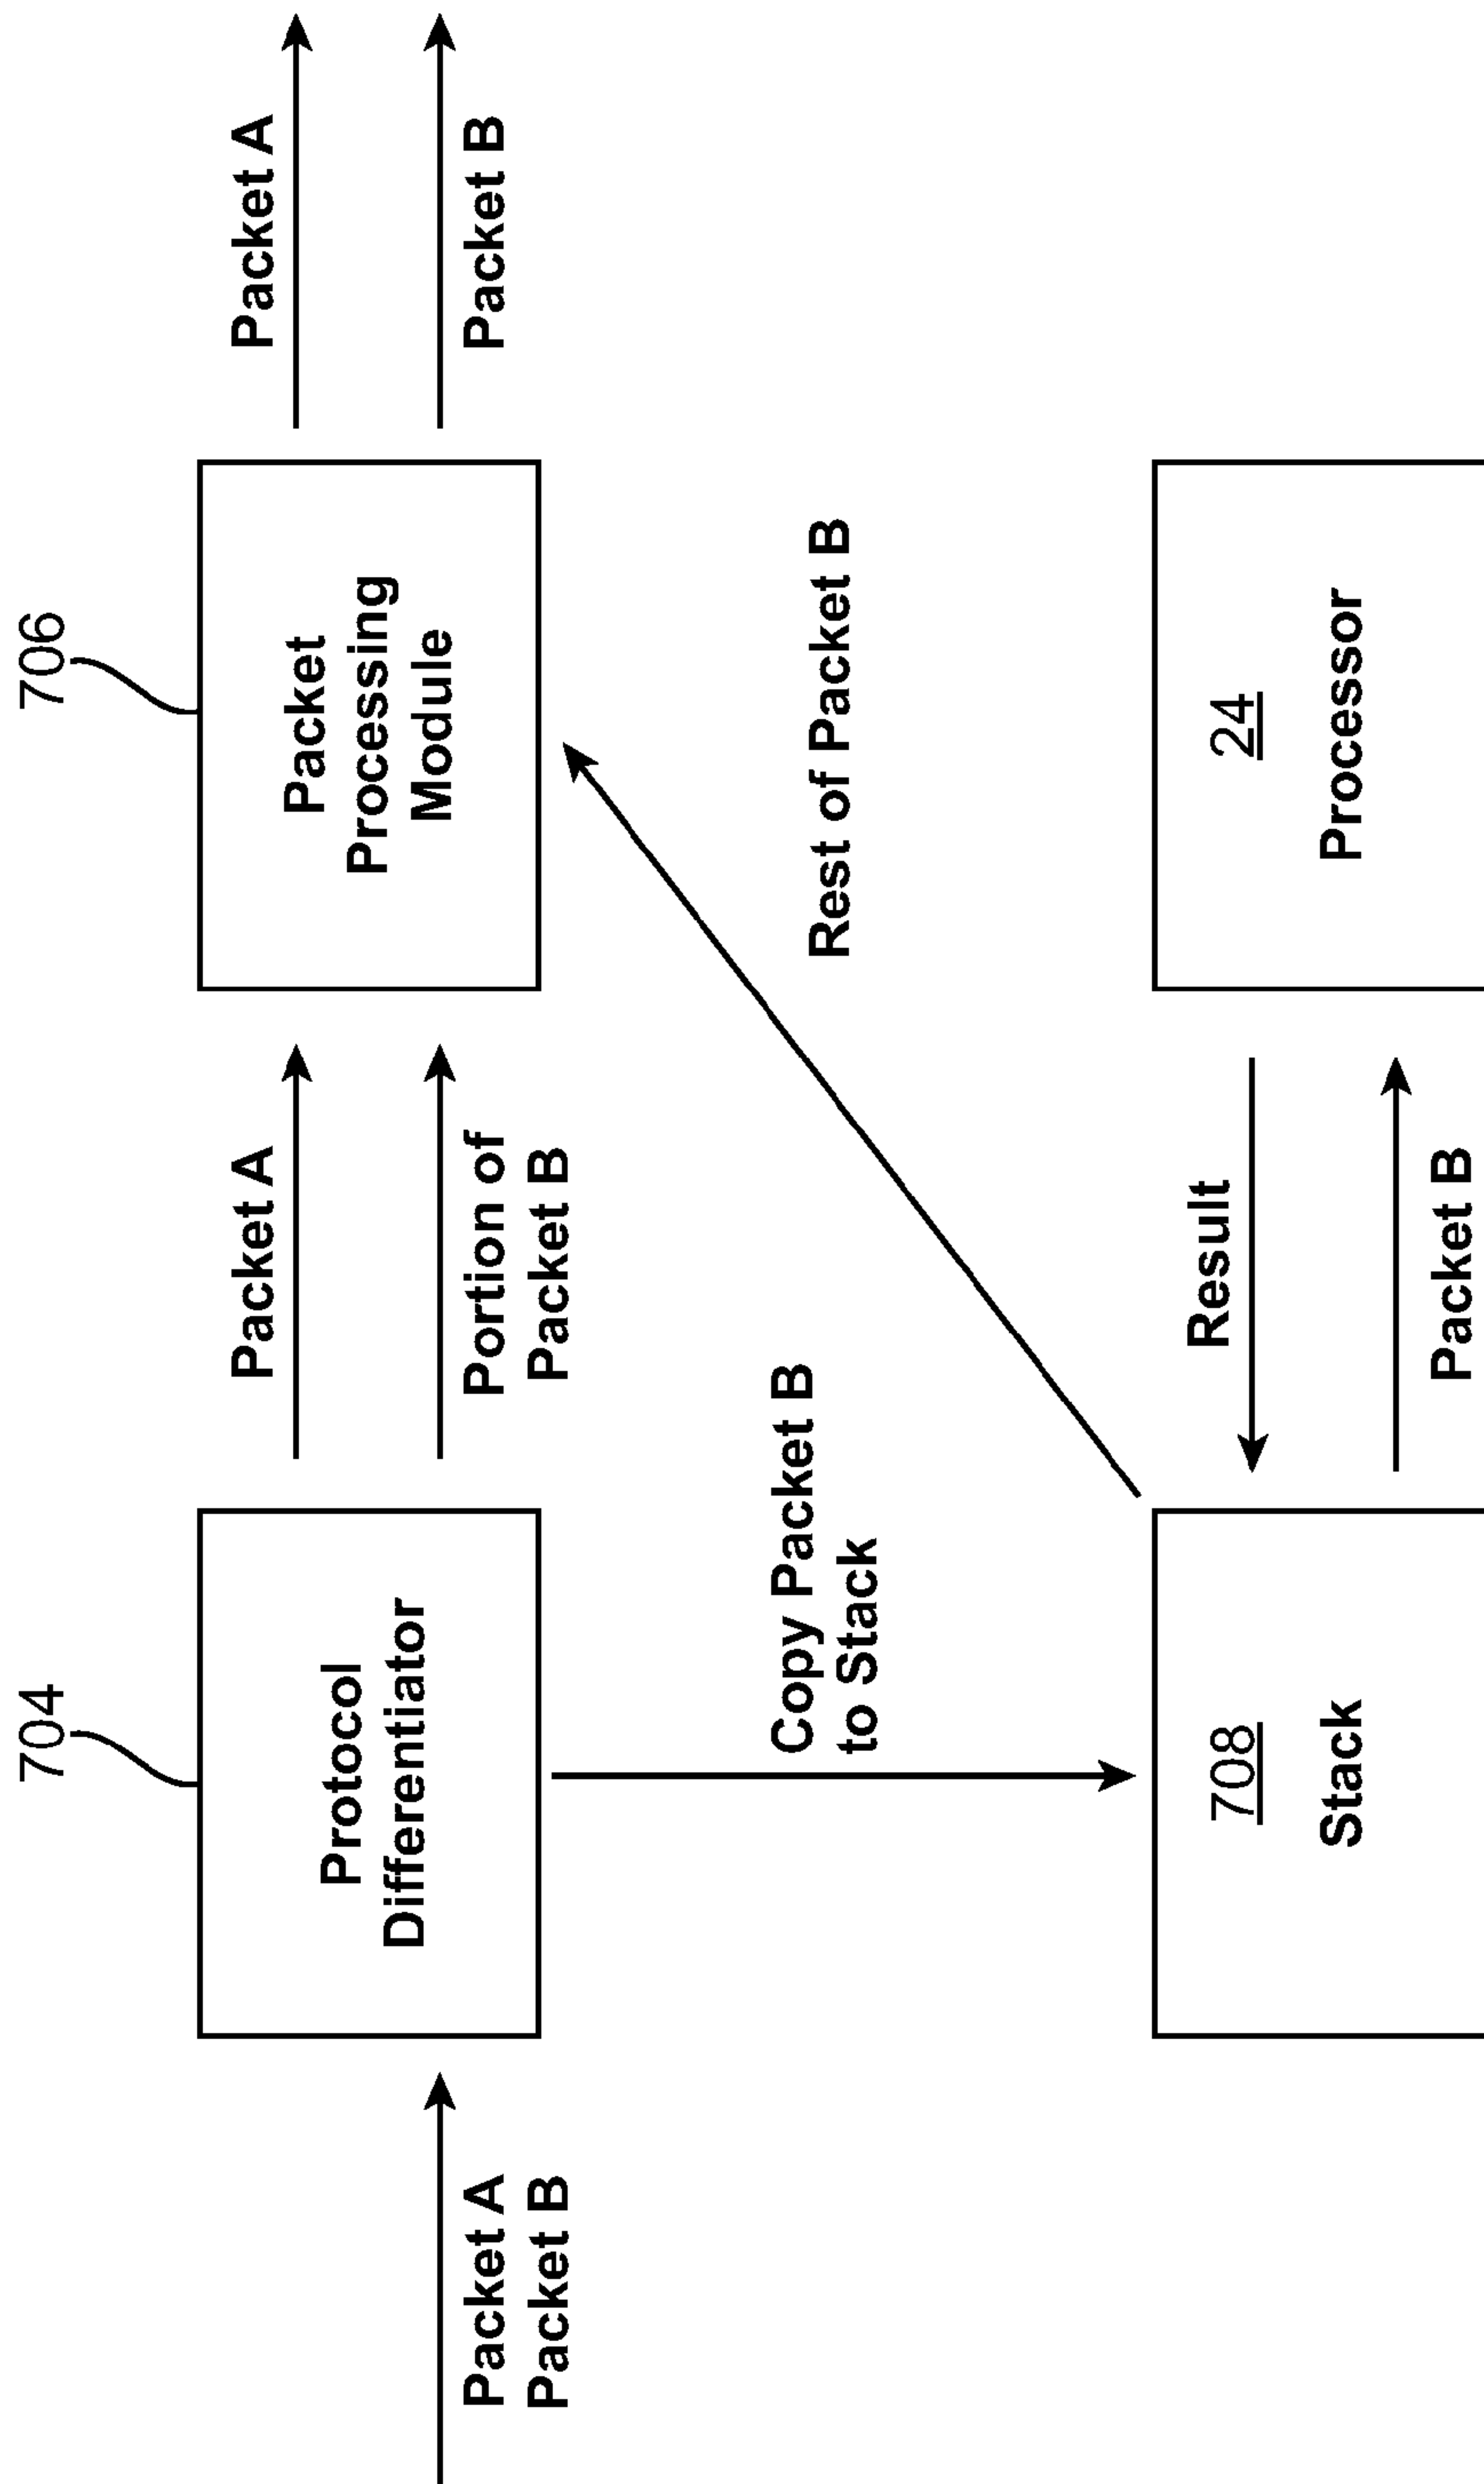 704
706
Packet A
Packet B
Protocol
Differentiator
Packet A
Portion of
Packet B
Packet
Processing
Module
Packet A
Packet B
Copy Packet B
to Stack
Rest of Packet B
708
Stack
Result
Packet B
24
Processor